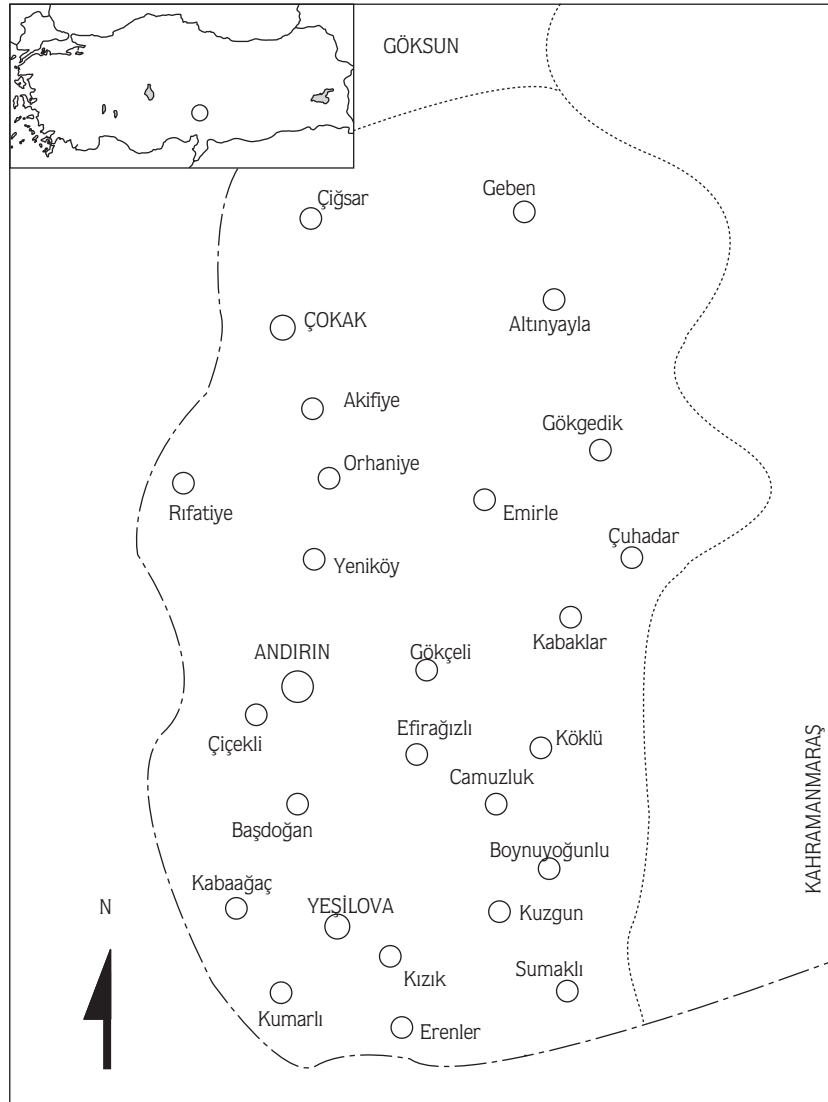 GÖKSUN
Çiğsar
Geben
ÇOKAK
Altınyayla
Akifiye
Gökgedik
Orhaniye
Rıfatiye
Emirle
Çuhadar
Yeniköy
Kabaklar
ANDIRIN
Gökçeli
Çiçekli
Efirağızlı
Köklü
KAHRAMANMARAŞ
Camuzluk
Başdoğan
Boynuyoğunlu
Kabaağaç
N
YEŞİLOVA
Kuzgun
Kızık
Sumaklı
Kumarlı
Erenler